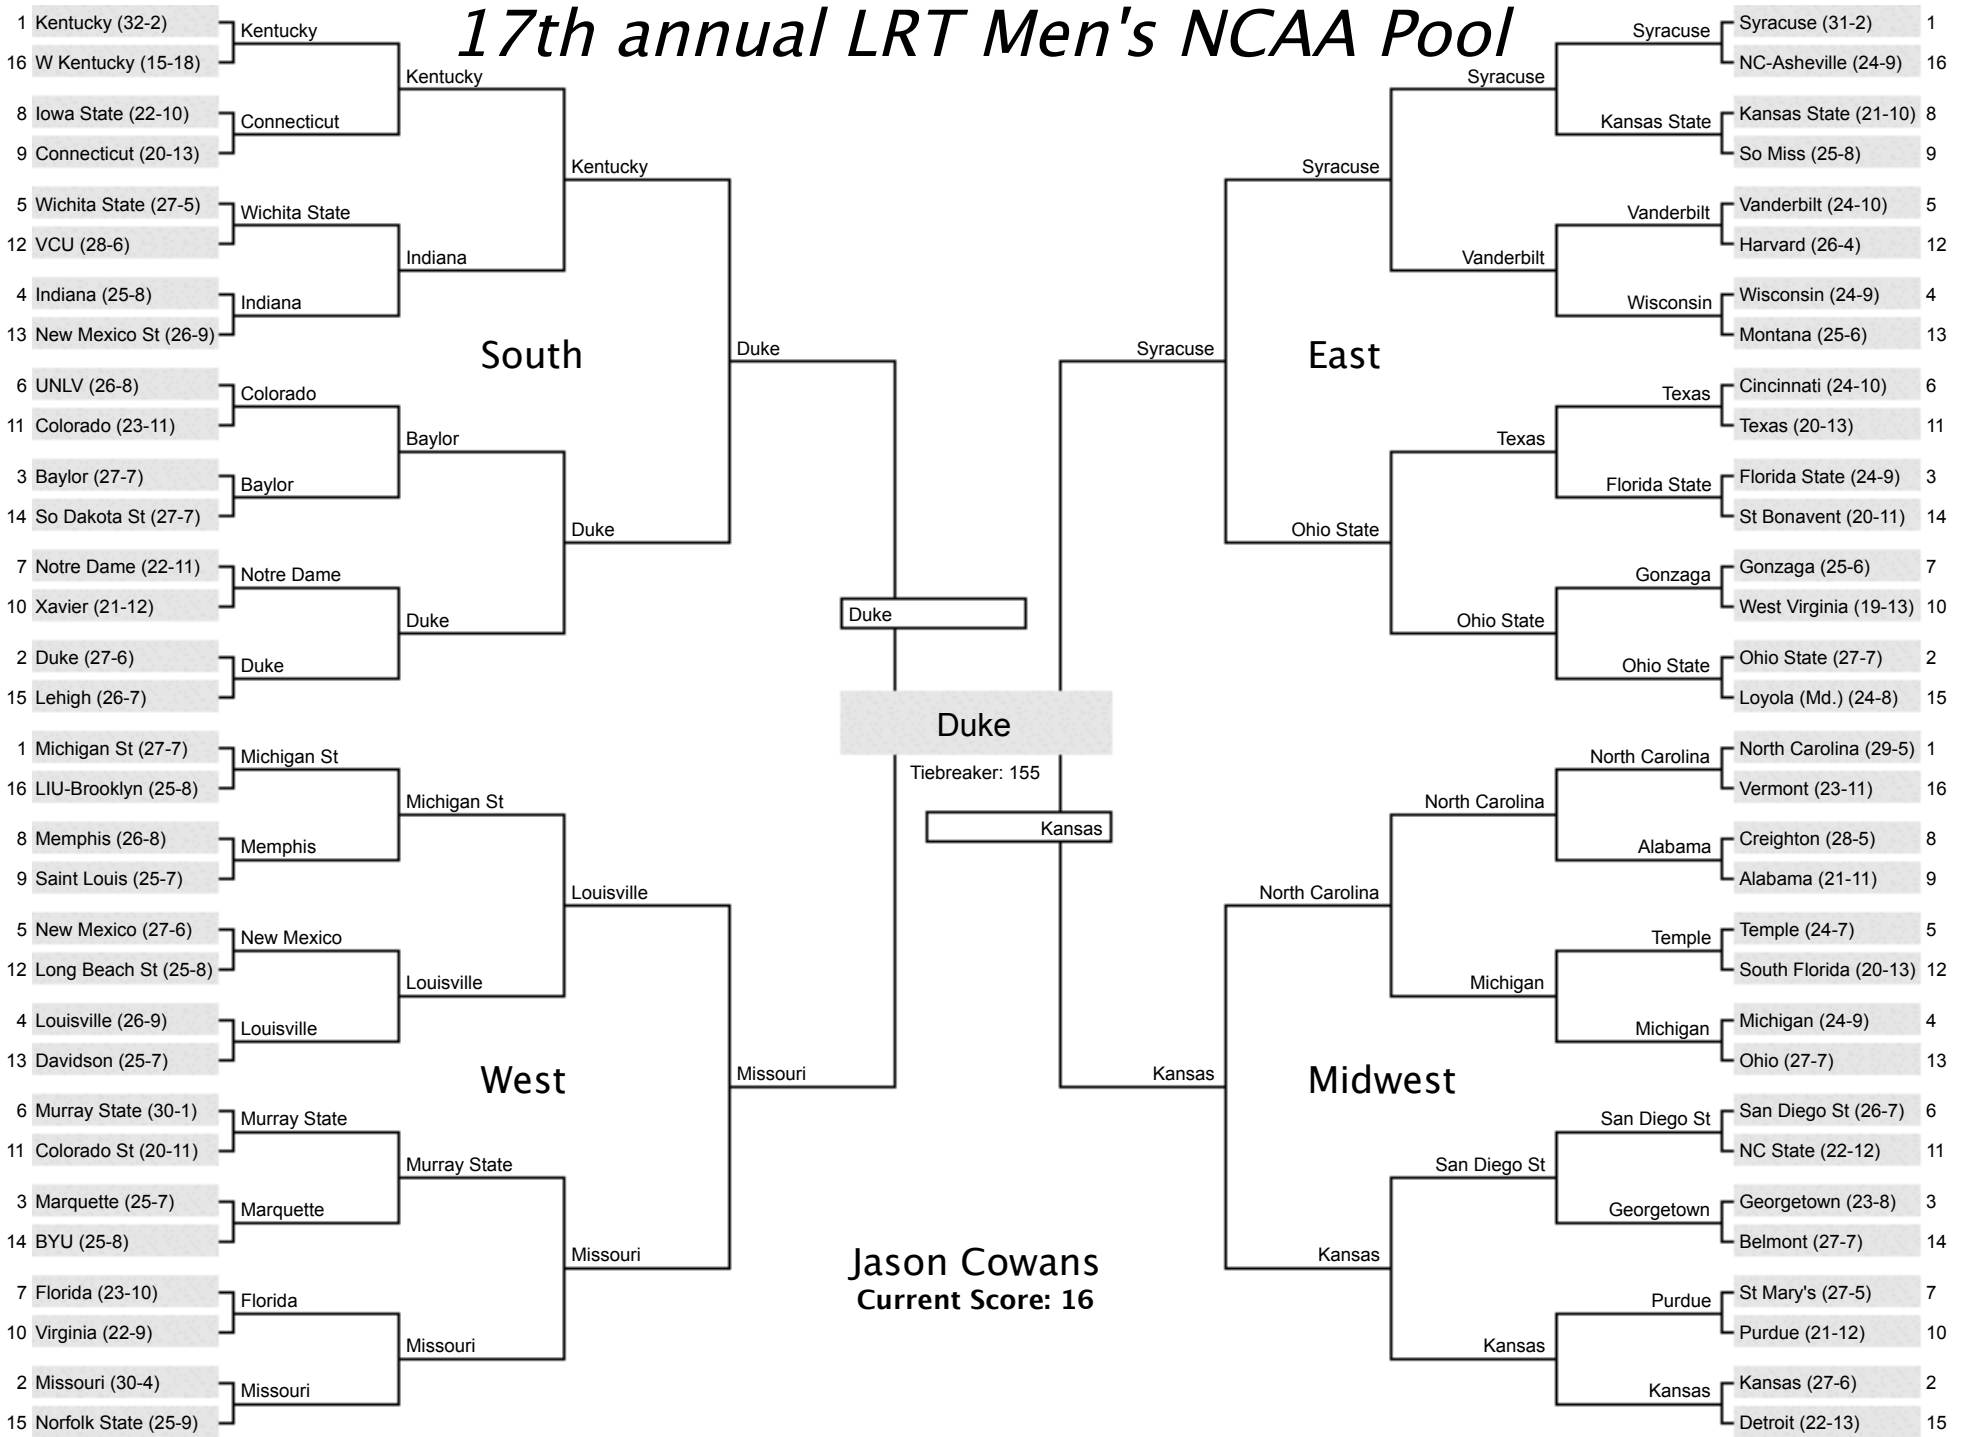 17th annual LRT Men's NCAA Pool
1 Kentucky (32-2)
16 W Kentucky (15-18)
8 Iowa State (22-10)
9 Connecticut (20-13)
5 Wichita State (27-5)
12 VCU (28-6)
4 Indiana (25-8)
13 New Mexico St (26-9)
6 UNLV (26-8)
11 Colorado (23-11)
3 Baylor (27-7)
14 So Dakota St (27-7)
7 Notre Dame (22-11)
10 Xavier (21-12)
2 Duke (27-6)
15 Lehigh (26-7)
Kentucky
Connecticut
Wichita State
Indiana
Colorado
Baylor
Notre Dame
Duke
Kentucky
Indiana
Baylor
Duke
Kentucky
Duke
South
Duke
1 Michigan St (27-7)
16 LIU-Brooklyn (25-8)
8 Memphis (26-8)
9 Saint Louis (25-7)
5 New Mexico (27-6)
12 Long Beach St (25-8)
4 Louisville (26-9)
13 Davidson (25-7)
6 Murray State (30-1)
11 Colorado St (20-11)
3 Marquette (25-7)
14 BYU (25-8)
7 Florida (23-10)
10 Virginia (22-9)
2 Missouri (30-4)
15 Norfolk State (25-9)
Michigan St
Memphis
New Mexico
Louisville
Murray State
Marquette
Florida
Missouri
Michigan St
Louisville
Murray State
Missouri
Louisville
Missouri
West
Missouri
Duke
Duke
Tiebreaker: 155
Kansas
Jason Cowans
Current Score: 16
Syracuse
East
Syracuse
Ohio State
Syracuse
Vanderbilt
Texas
Ohio State
Syracuse
Kansas State
Vanderbilt
Wisconsin
Texas
Florida State
Gonzaga
Ohio State
Syracuse (31-2) 1
NC-Asheville (24-9) 16
Kansas State (21-10) 8
So Miss (25-8) 9
Vanderbilt (24-10) 5
Harvard (26-4) 12
Wisconsin (24-9) 4
Montana (25-6) 13
Cincinnati (24-10) 6
Texas (20-13) 11
Florida State (24-9) 3
St Bonavent (20-11) 14
Gonzaga (25-6) 7
West Virginia (19-13) 10
Ohio State (27-7) 2
Loyola (Md.) (24-8) 15
Kansas
Midwest
North Carolina
Kansas
North Carolina
Michigan
San Diego St
Kansas
North Carolina
Alabama
Temple
Michigan
San Diego St
Georgetown
Purdue
Kansas
North Carolina (29-5) 1
Vermont (23-11) 16
Creighton (28-5) 8
Alabama (21-11) 9
Temple (24-7) 5
South Florida (20-13) 12
Michigan (24-9) 4
Ohio (27-7) 13
San Diego St (26-7) 6
NC State (22-12) 11
Georgetown (23-8) 3
Belmont (27-7) 14
St Mary's (27-5) 7
Purdue (21-12) 10
Kansas (27-6) 2
Detroit (22-13) 15